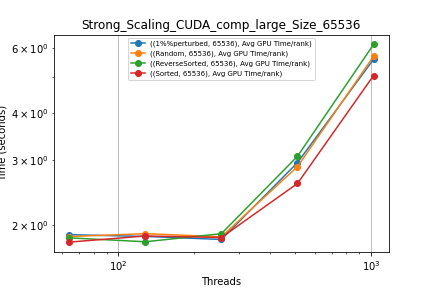 Strong_Scaling_CUDA_comp_large_Size_65536
((1%%perturbed, 65536), Avg GPU Time/rank)
((Random, 65536), Avg GPU Time/rank)
((ReverseSorted, 65536), Avg GPU Time/rank)
((Sorted, 65536), Avg GPU Time/rank)
6 × 10⁰
4 × 10⁰
3 × 10⁰
2 × 10⁰
(seconds)
10² 10³
Threads